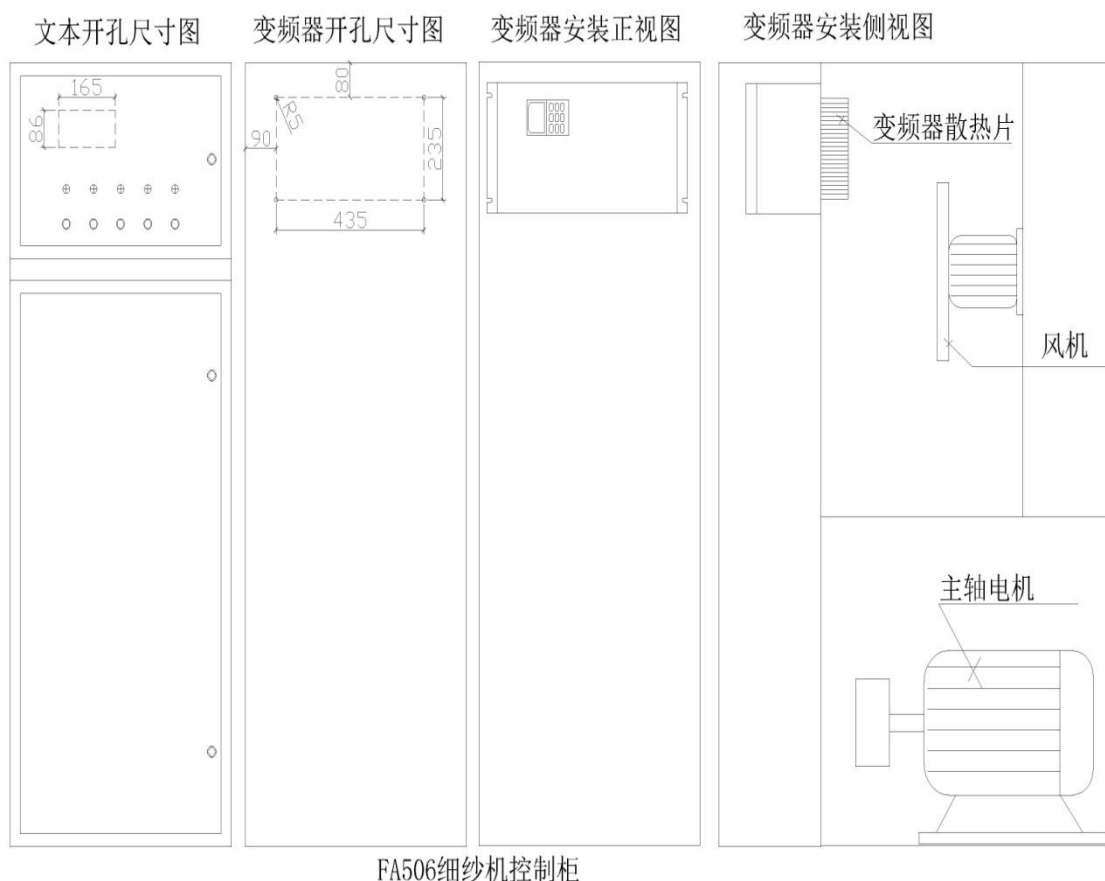 文本开孔尺寸图
变频器开孔尺寸图
变频器安装正视图
变频器安装侧视图
165
86
80
R5
90
235
435
变频器散热片
风机
主轴电机
FA506细纱机控制柜